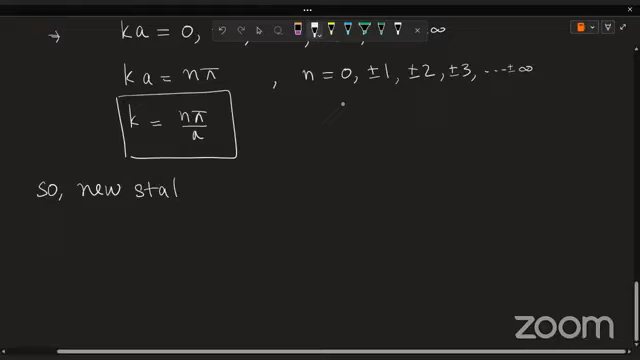 → ka = 0, ∞
ka = nπ , n = 0, ±1, ±2, ±3, ... ±∞
k = nπ/a
so, new stal
zoom